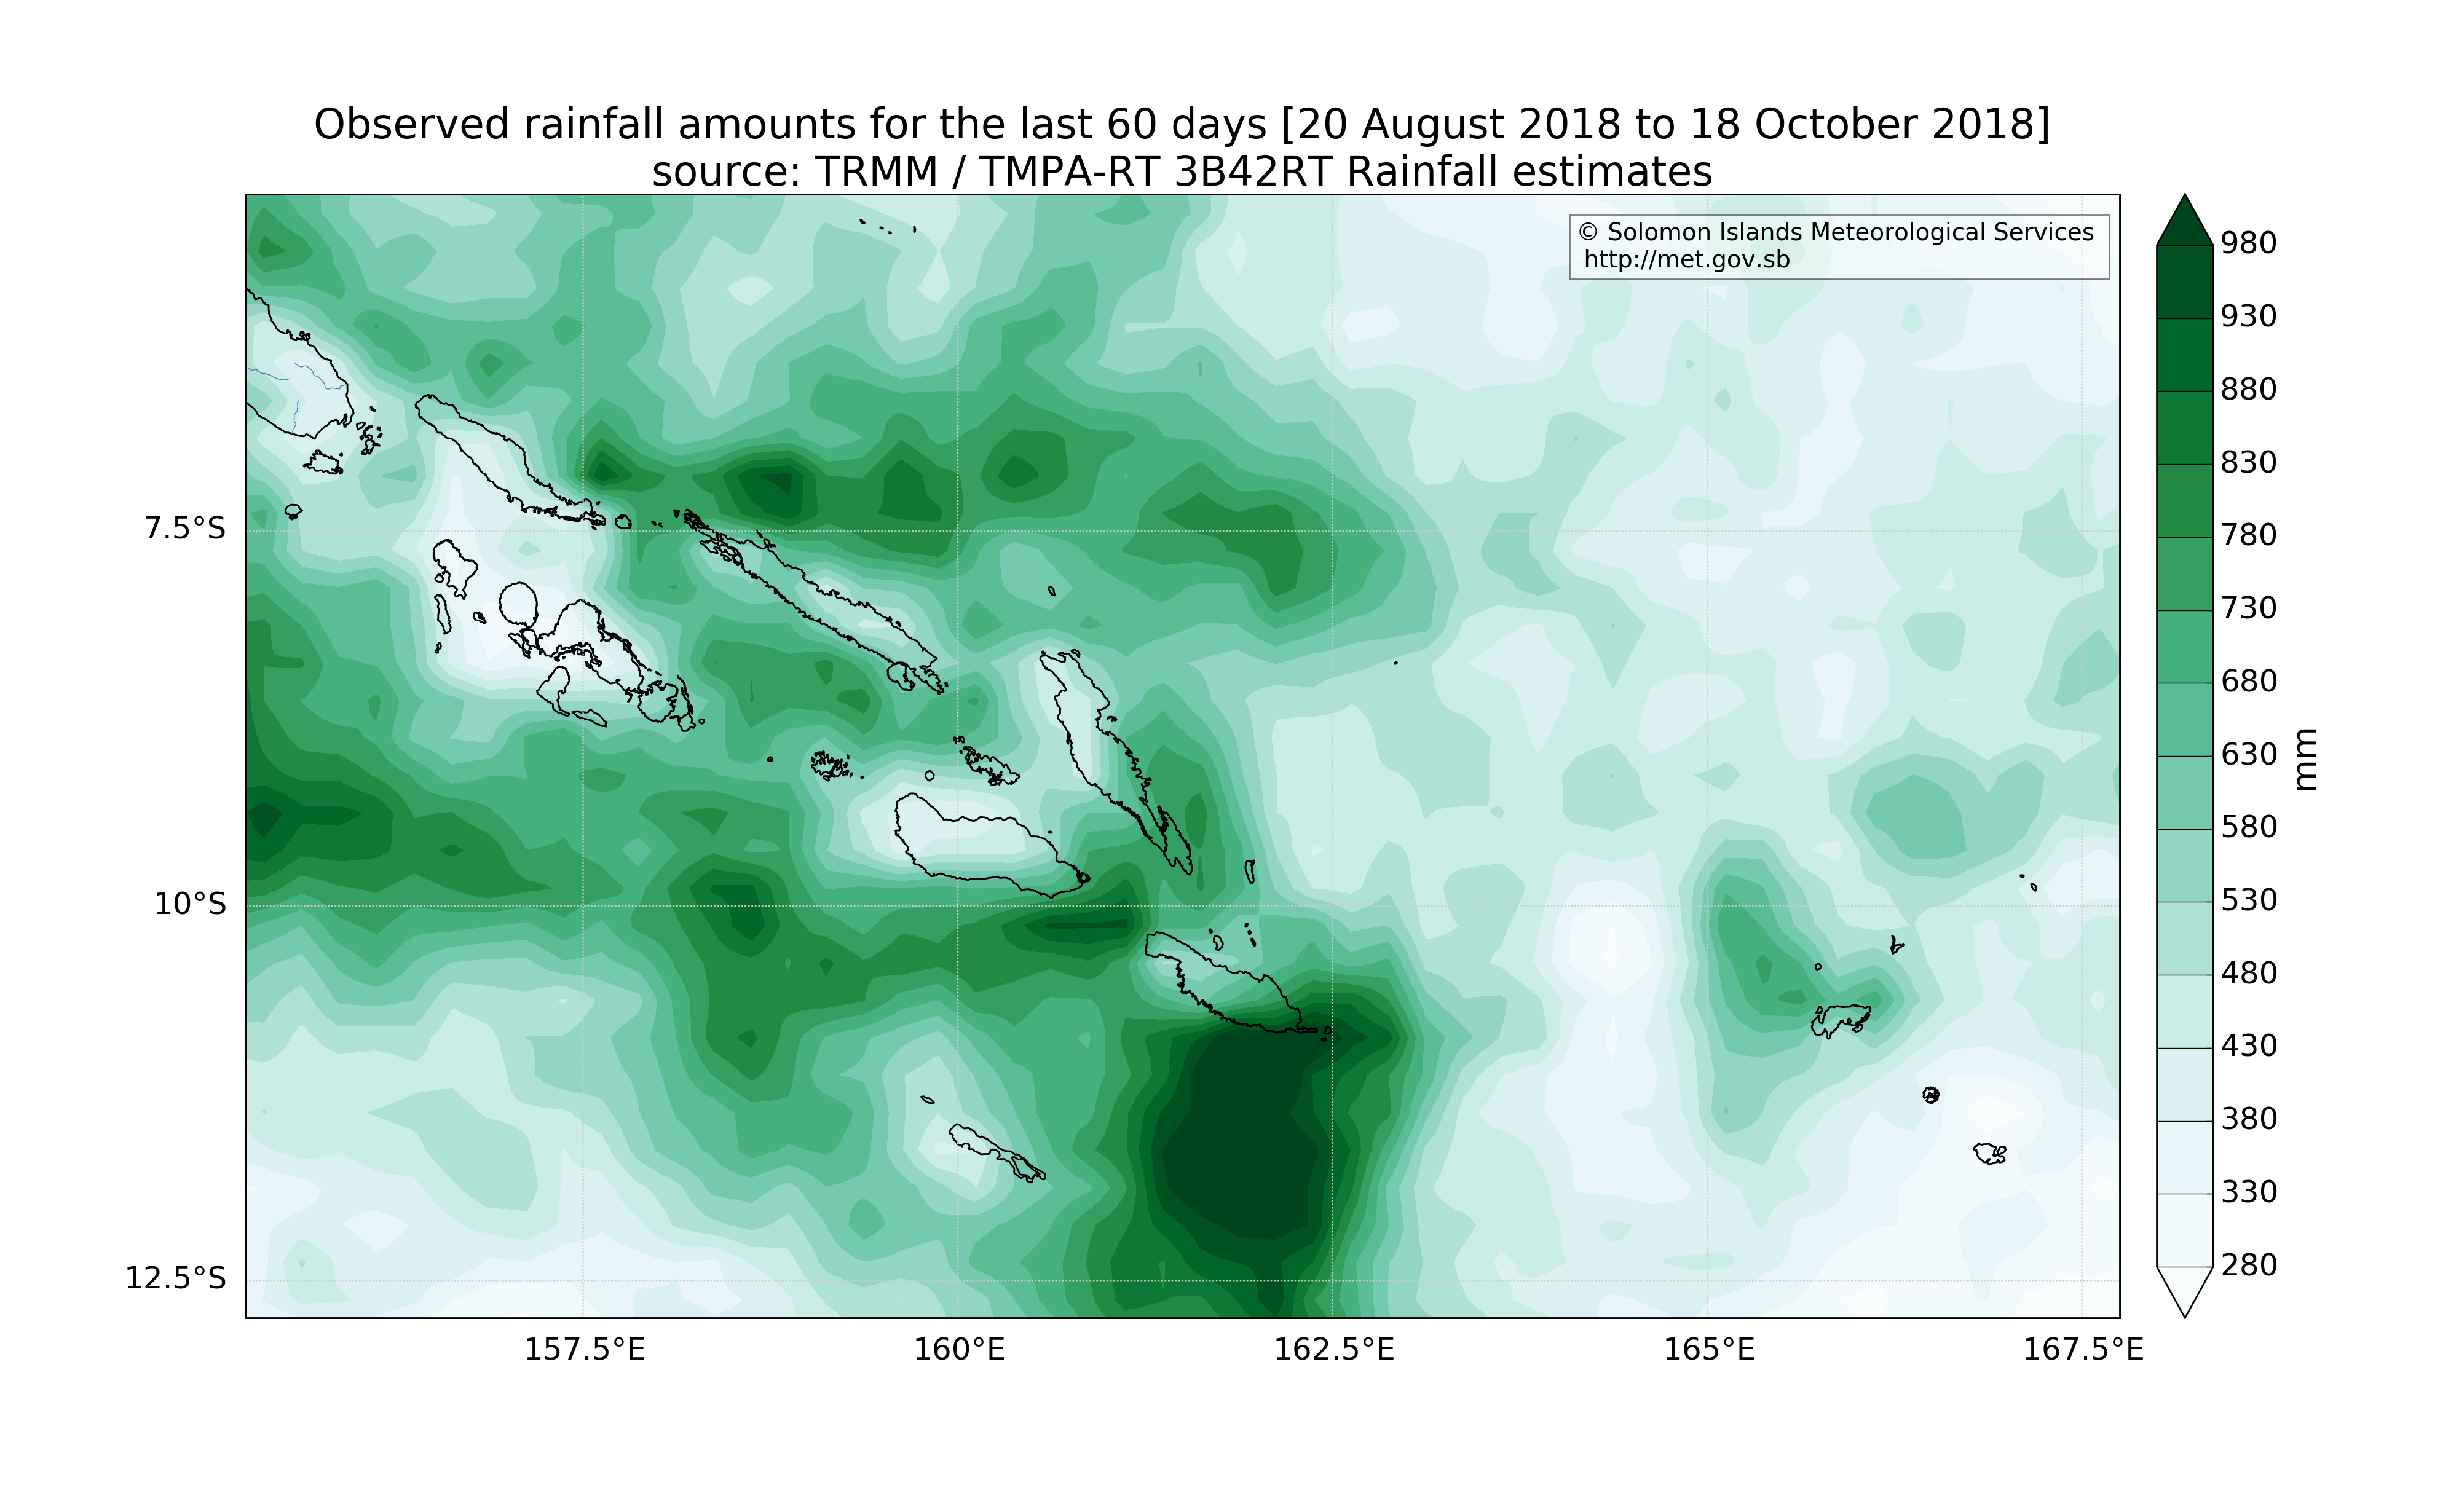 Observed rainfall amounts for the last 60 days [20 August 2018 to 18 October 2018]
source: TRMM / TMPA-RT 3B42RT Rainfall estimates
© Solomon Islands Meteorological Services
http://met.gov.sb
7.5°S
10°S
12.5°S
157.5°E
160°E
162.5°E
165°E
167.5°E
980
930
880
830
780
730
680
630
580
530
480
430
380
330
280
mm